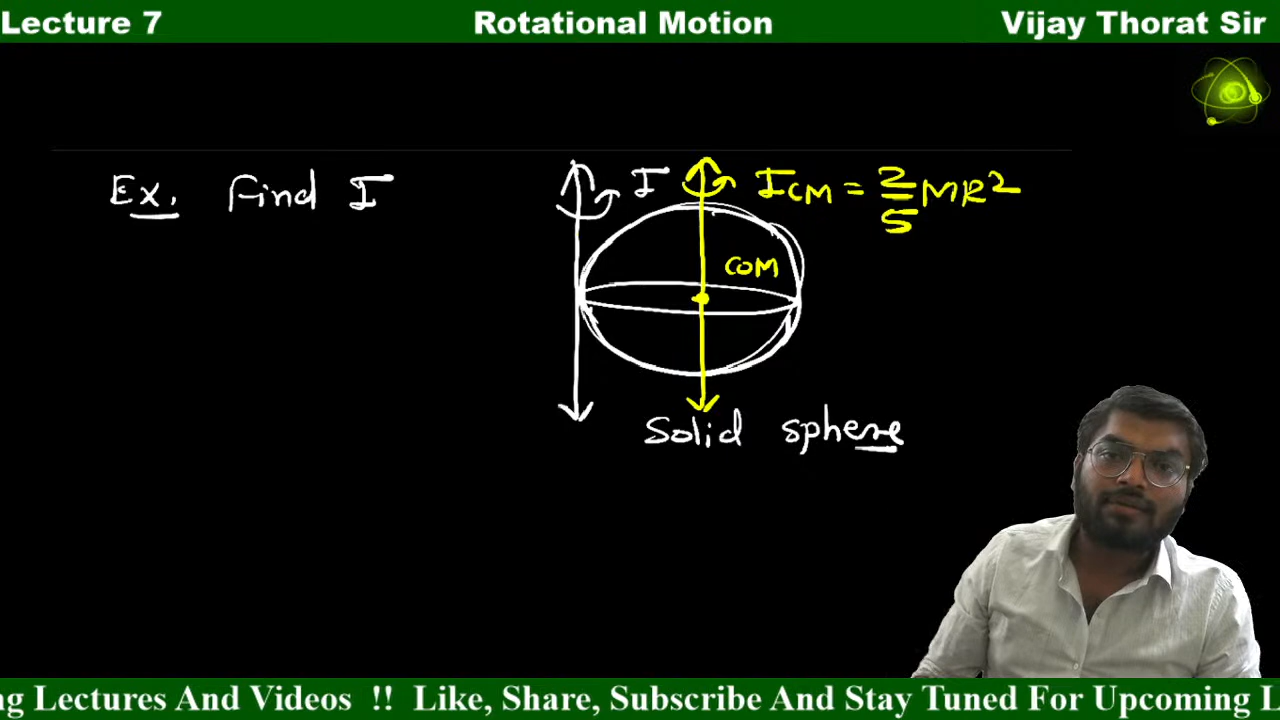 Lecture 7 Rotational Motion Vijay Thorat Sir
Ex. Find I
I
ICM = 2/5 MR²
COM
Solid sphere
ng Lectures And Videos !! Like, Share, Subscribe And Stay Tuned For Upcoming L